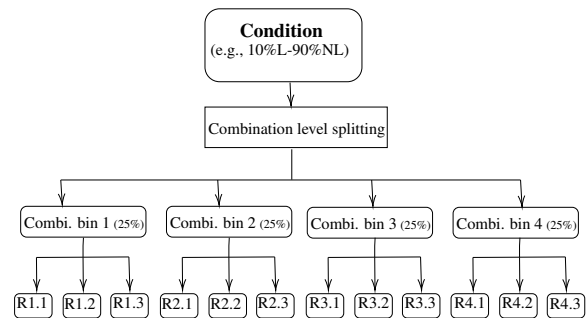 Condition
(e.g., 10%L-90%NL)
Combination level splitting
Combi. bin 1 (25%) Combi. bin 2 (25%) Combi. bin 3 (25%) Combi. bin 4 (25%)
R1.1 R1.2 R1.3 R2.1 R2.2 R2.3 R3.1 R3.2 R3.3 R4.1 R4.2 R4.3